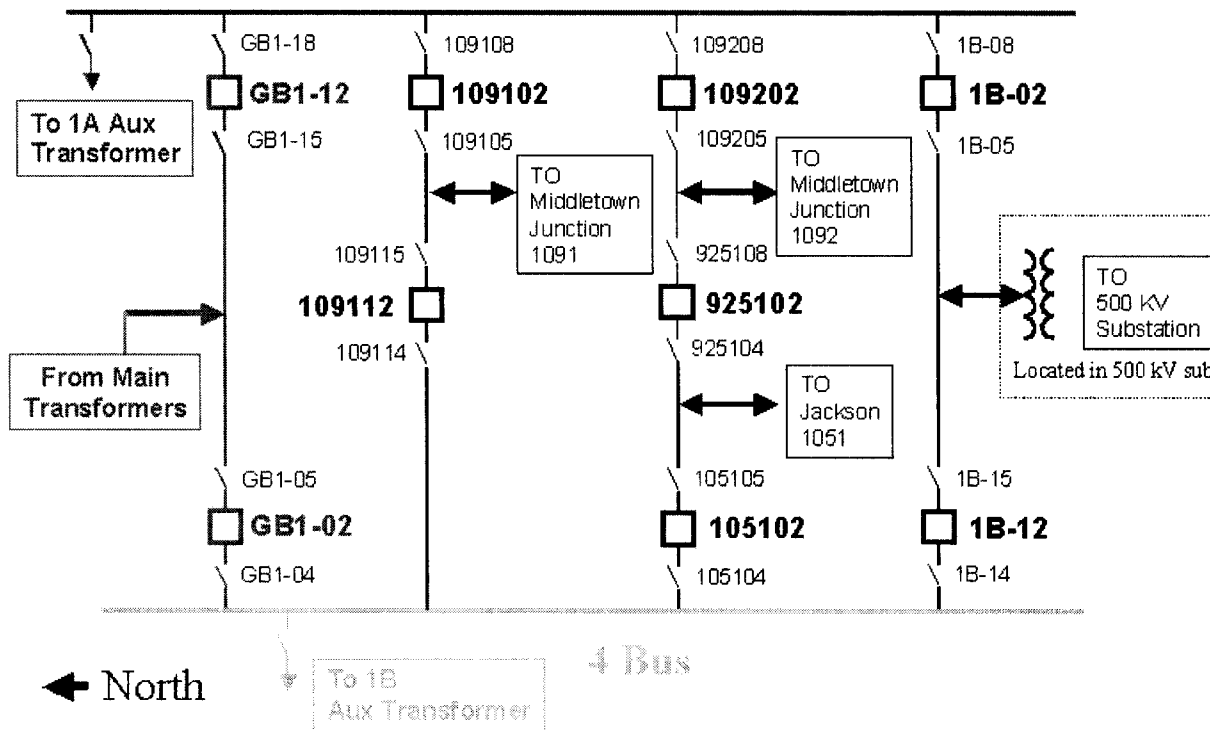 GB1-18
109108
109208
1B-08
GB1-12
109102
109202
1B-02
To 1A Aux
Transformer
GB1-15
109105
109205
1B-05
TO
Middletown
Junction
1091
TO
Middletown
Junction
1092
109115
925108
109112
925102
TO
500 KV
Substation
109114
925104
Located in 500 kV sub
From Main
Transformers
TO
Jackson
1051
GB1-05
105105
1B-15
GB1-02
105102
1B-12
GB1-04
105104
1B-14
4 Bus
North
To 1B
Aux Transformer